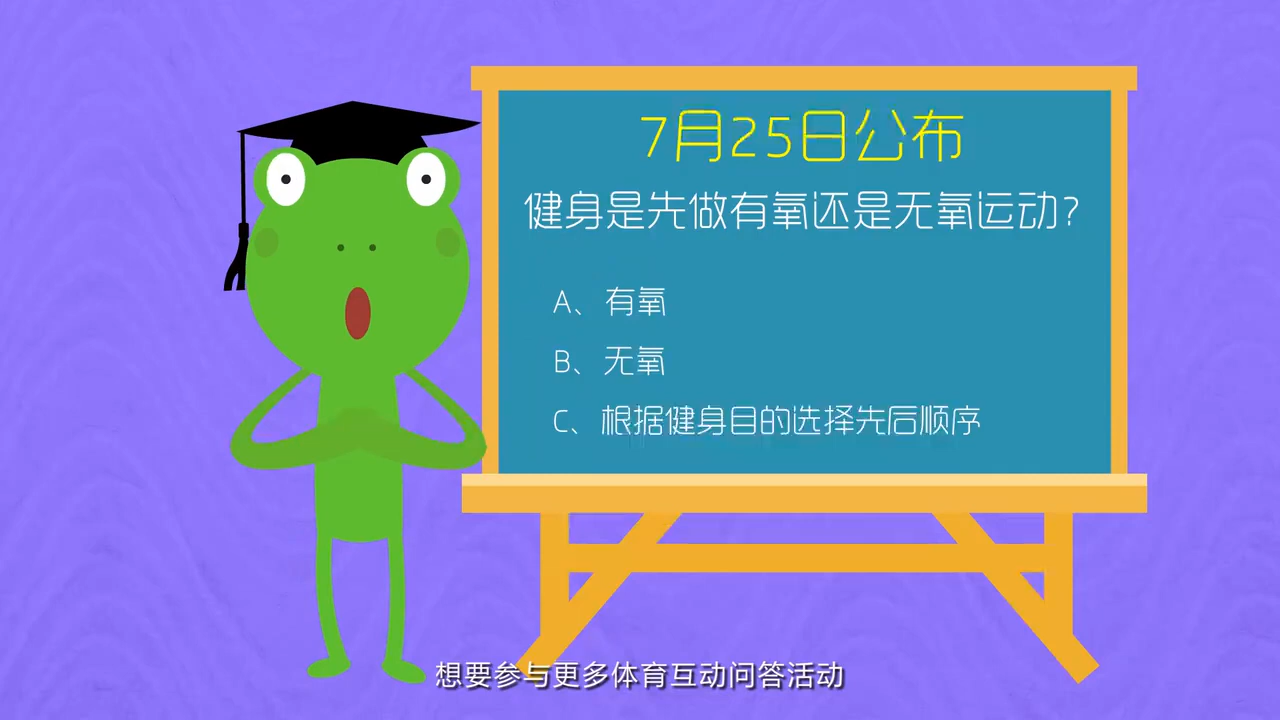 7月25日公布
健身是先做有氧还是无氧运动?
A、有氧
B、无氧
C、根据健身目的选择先后顺序
想要参与更多体育互动问答活动